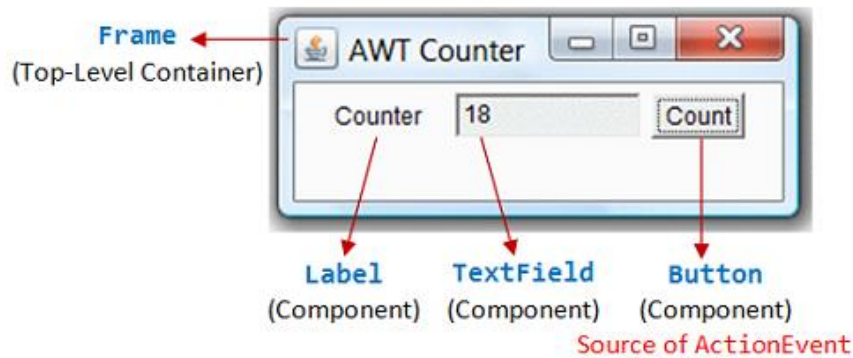 Frame
(Top-Level Container)
AWT Counter
Counter 18 Count
Label TextField Button
(Component) (Component) (Component)
Source of ActionEvent